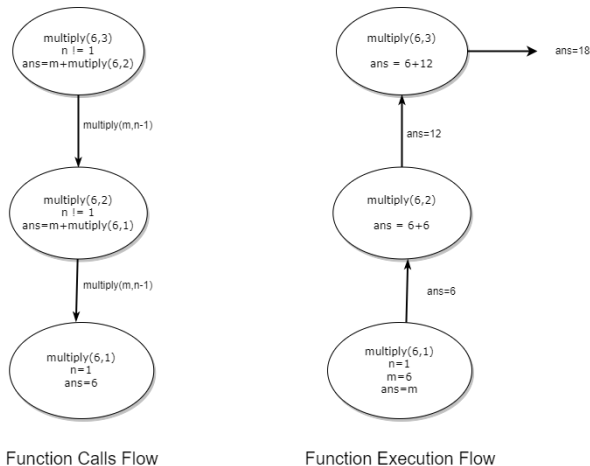 multiply(6,3)
n != 1
ans=m+mutiply(6,2)
multiply(m,n-1)
multiply(6,2)
n != 1
ans=m+mutiply(6,1)
multiply(m,n-1)
multiply(6,1)
n=1
ans=6
Function Calls Flow
multiply(6,3)
ans = 6+12
ans=18
ans=12
multiply(6,2)
ans = 6+6
ans=6
multiply(6,1)
n=1
m=6
ans=m
Function Execution Flow